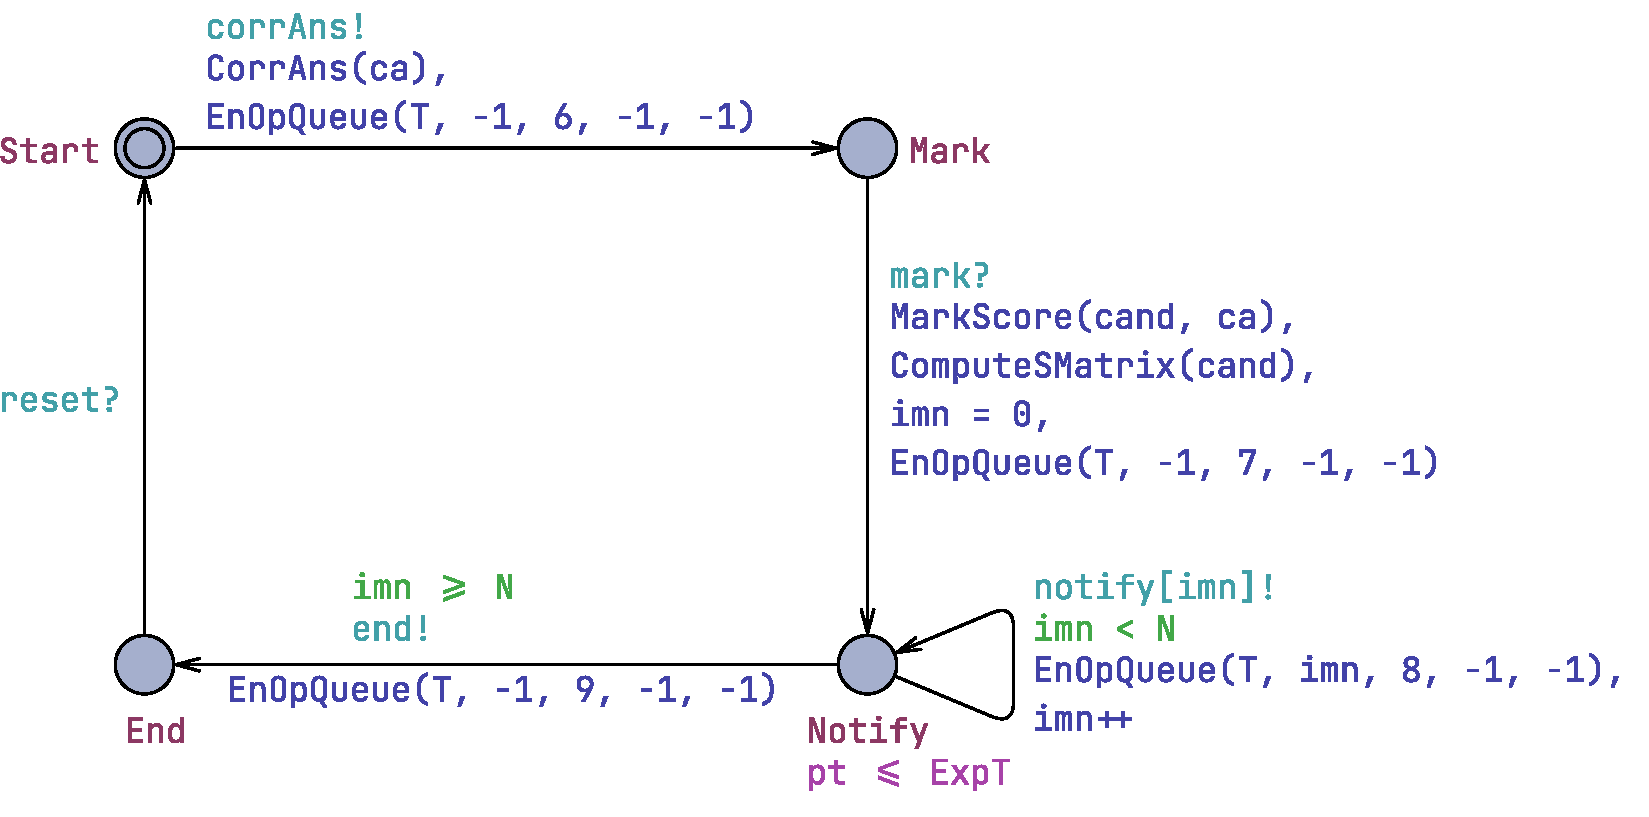 corrAns!
CorrAns(ca),
EnOpQueue(T, -1, 6, -1, -1)
Start
Mark
mark?
MarkScore(cand, ca),
ComputeSMatrix(cand),
imn = 0,
EnOpQueue(T, -1, 7, -1, -1)
reset?
imn ⩾ N
end!
EnOpQueue(T, -1, 9, -1, -1)
notify[imn]!
imn < N
EnOpQueue(T, imn, 8, -1, -1),
imn++
End
Notify
pt ⩽ ExpT